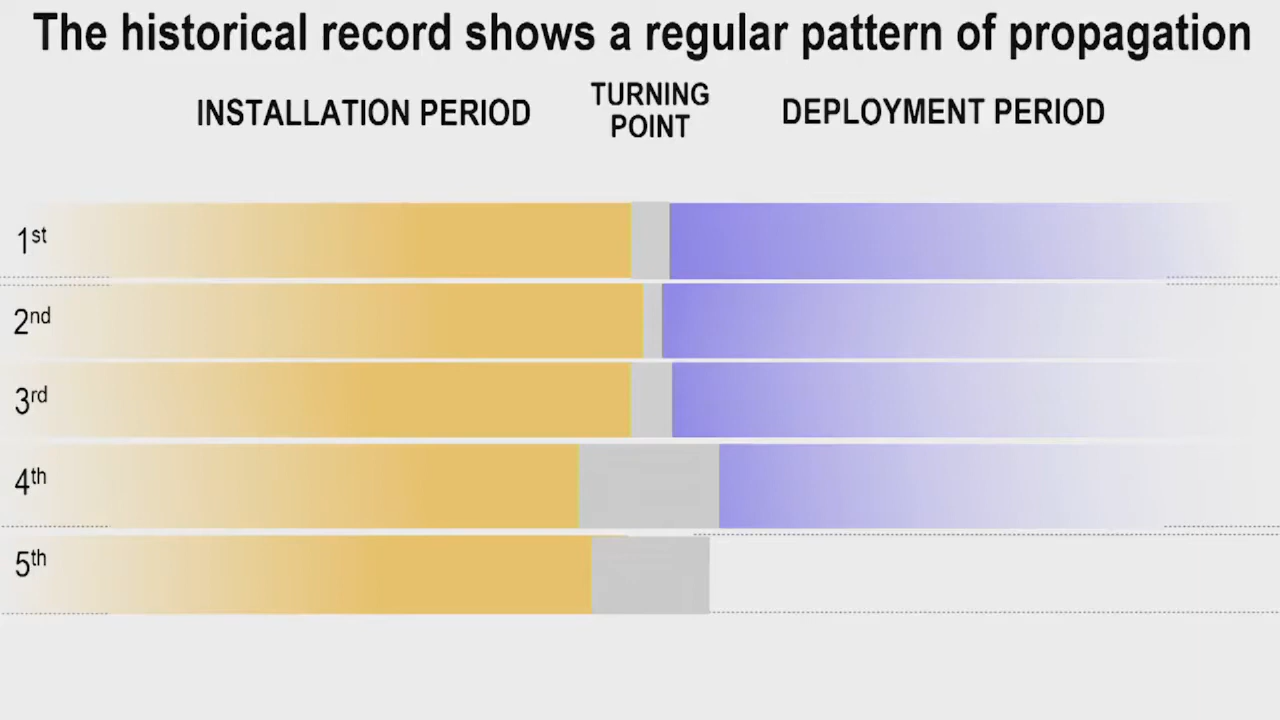 The historical record shows a regular pattern of propagation
INSTALLATION PERIOD
TURNING
POINT
DEPLOYMENT PERIOD
1st
2nd
3rd
4th
5th